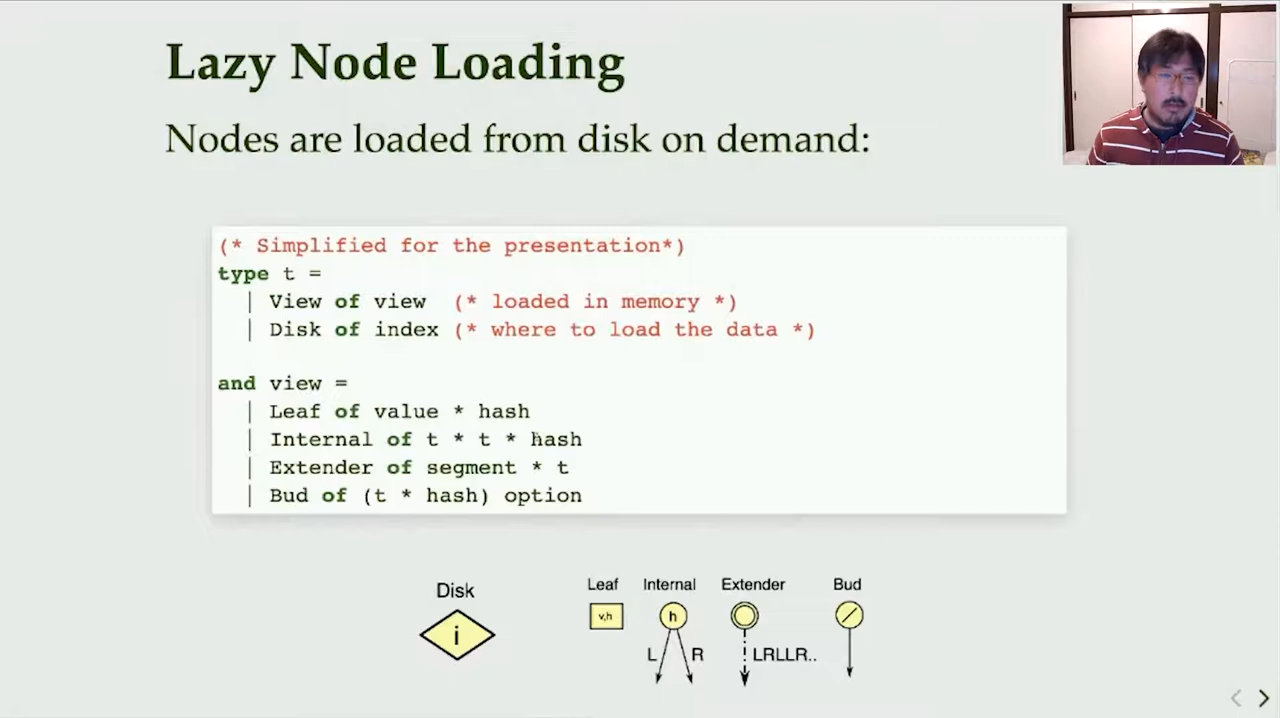 Lazy Node Loading
Nodes are loaded from disk on demand:
(* Simplified for the presentation*)
type t =
| View of view (* loaded in memory *)
| Disk of index (* where to load the data *)
and view =
| Leaf of value * hash
| Internal of t * t * hash
| Extender of segment * t
| Bud of (t * hash) option
Disk
i
Leaf Internal Extender Bud
v,h h
L R LRLLR..